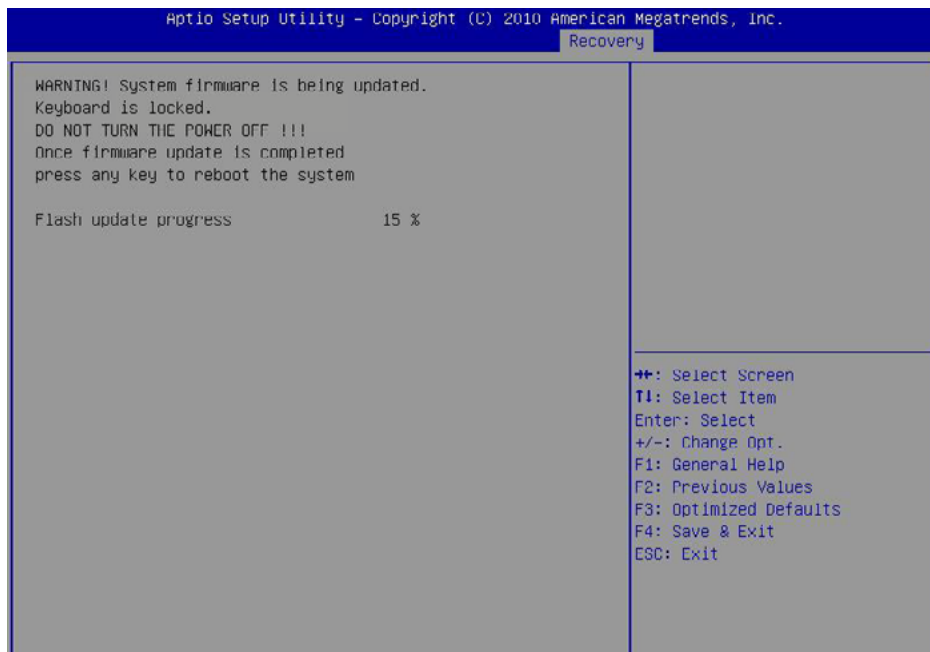 Aptio Setup Utility – Copyright (C) 2010 American Megatrends, Inc.
Recovery
WARNING! System firmware is being updated.
Keyboard is locked.
DO NOT TURN THE POWER OFF !!!
Once firmware update is completed
press any key to reboot the system
Flash update progress 15 %
→←: Select Screen
↑↓: Select Item
Enter: Select
+/-: Change Opt.
F1: General Help
F2: Previous Values
F3: Optimized Defaults
F4: Save & Exit
ESC: Exit